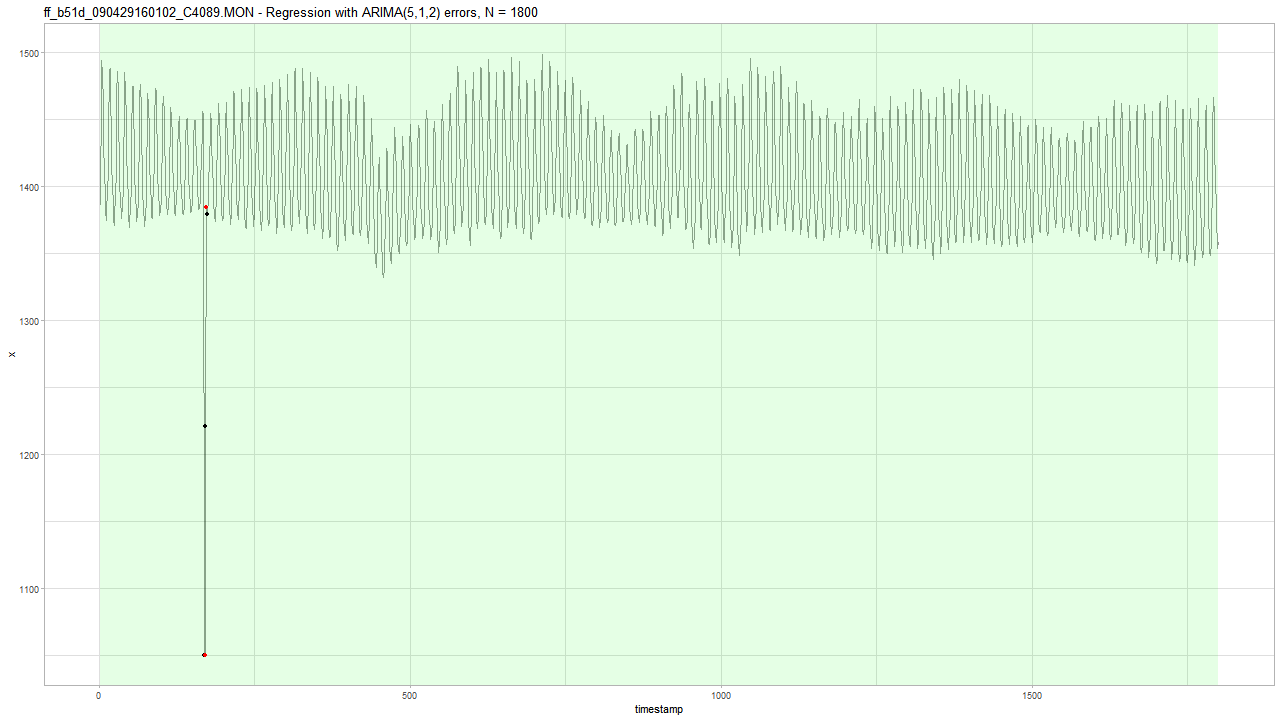 ff_b51d_090429160102_C4089.MON - Regression with ARIMA(5,1,2) errors, N = 1800
1500
1400
1300
1200
1100
x
0 500 1000 1500
timestamp